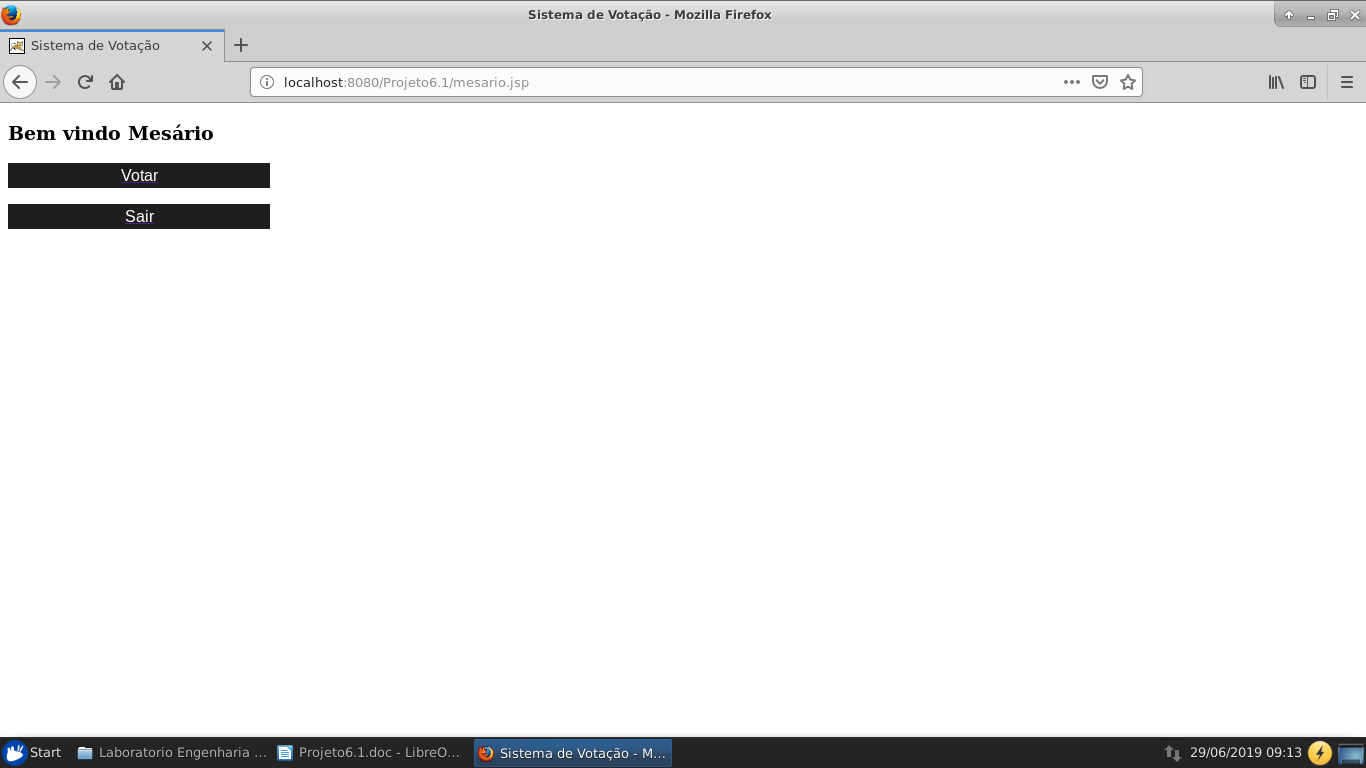 Sistema de Votação - Mozilla Firefox
Sistema de Votação
localhost:8080/Projeto6.1/mesario.jsp
Bem vindo Mesário
Votar
Sair
Start Laboratorio Engenharia ... Projeto6.1.doc - LibreO... Sistema de Votação - M... 29/06/2019 09:13